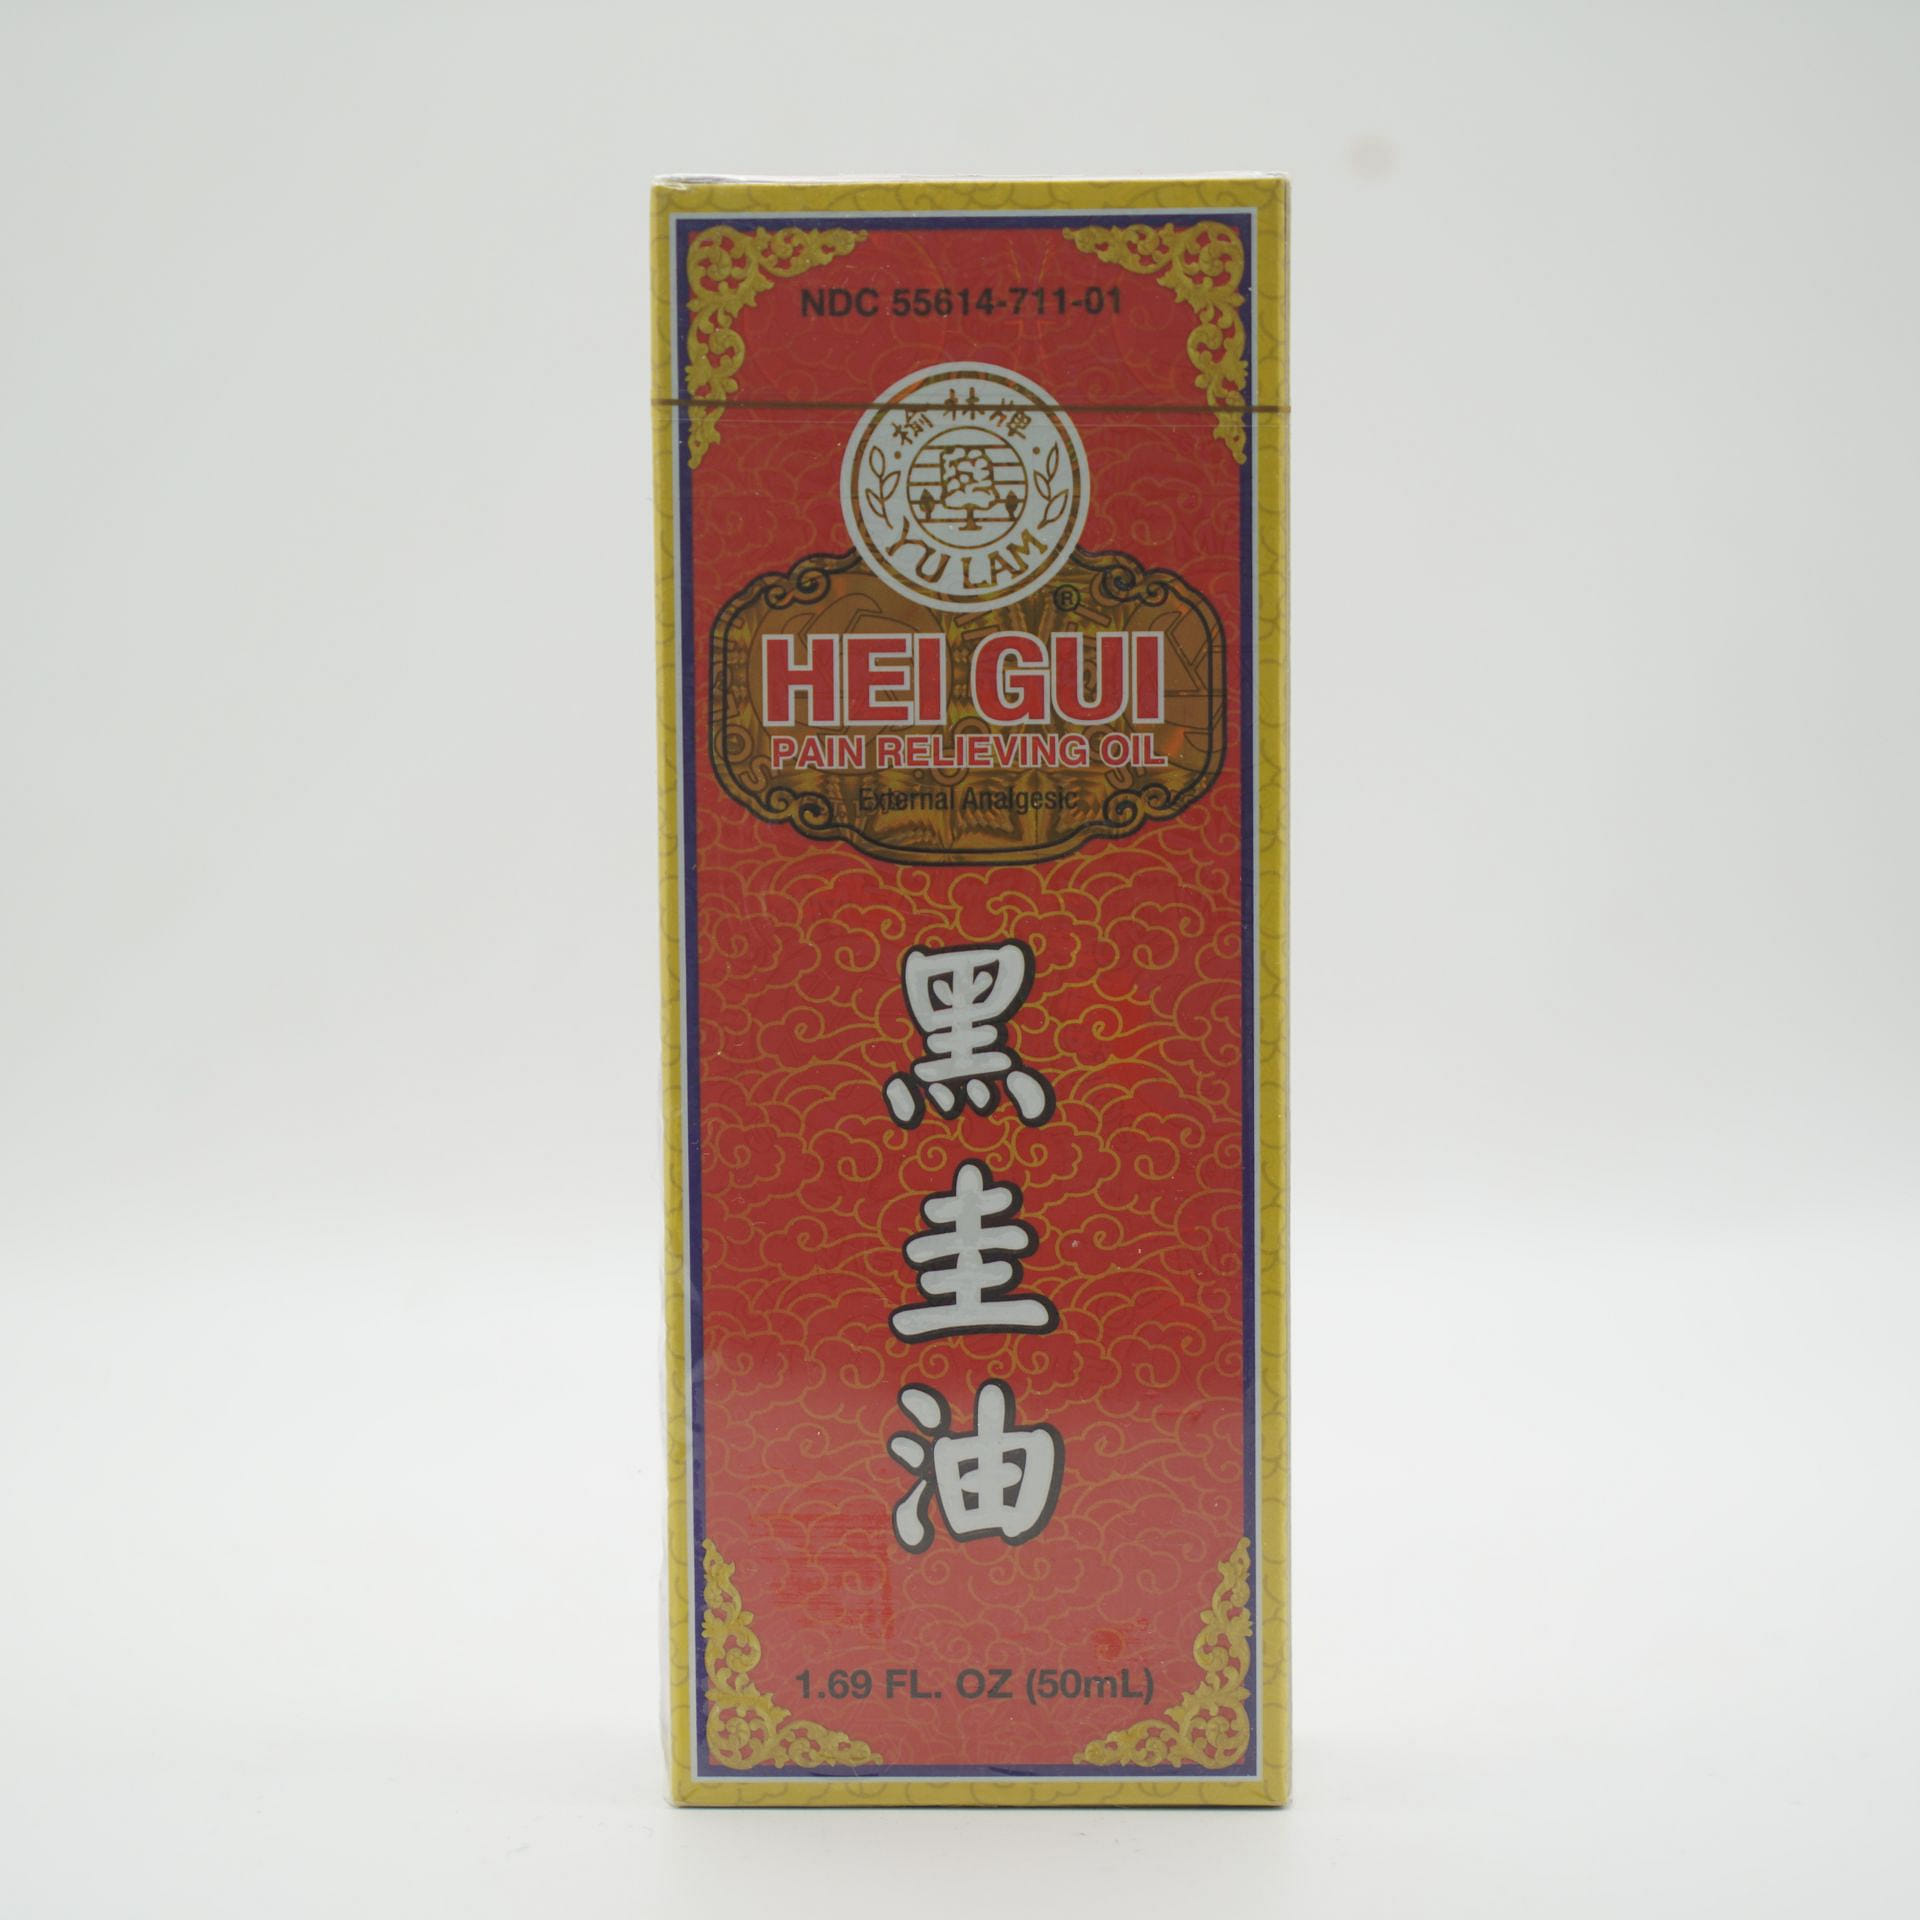 NDC 55614-711-01
榆林牌
YU LAM
®
HEI GUI
PAIN RELIEVING OIL
External Analgesic
黑
圭
油
1.69 FL. OZ (50mL)